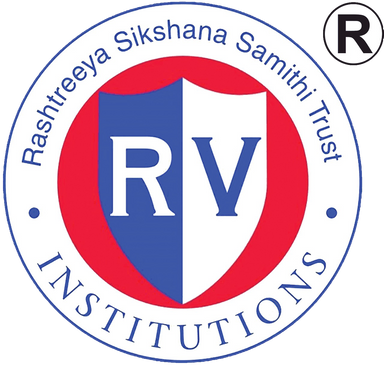 Rashtreeya Sikshana Samithi Trust
®
RV
INSTITUTIONS